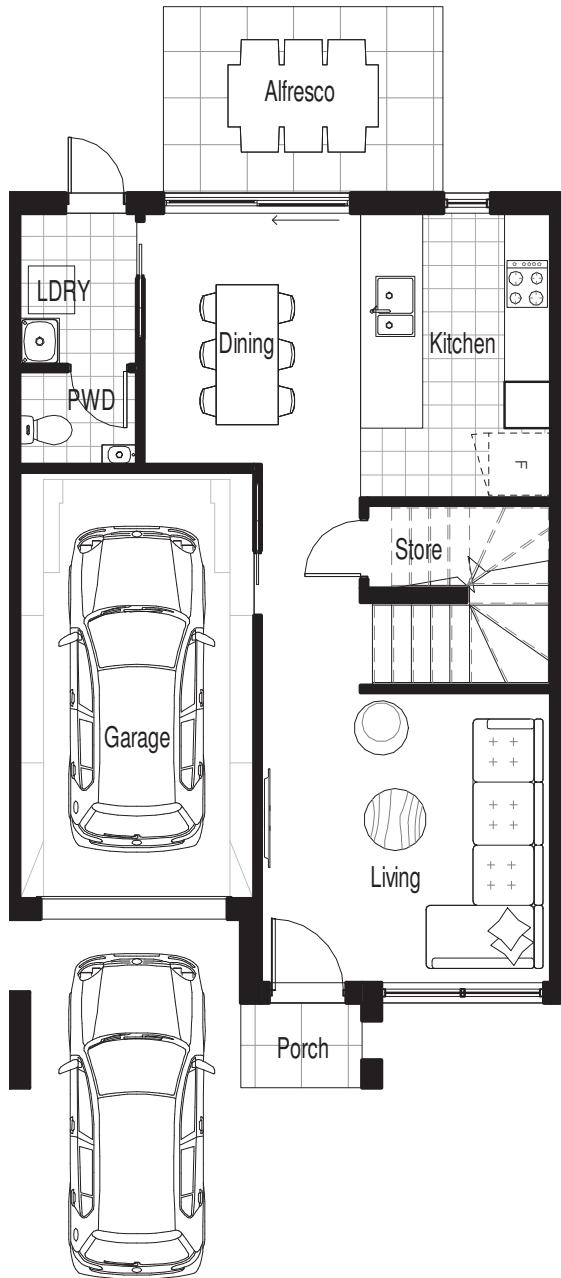 Alfresco
LDRY
Dining
Kitchen
PWD
F
Store
Garage
Living
Porch